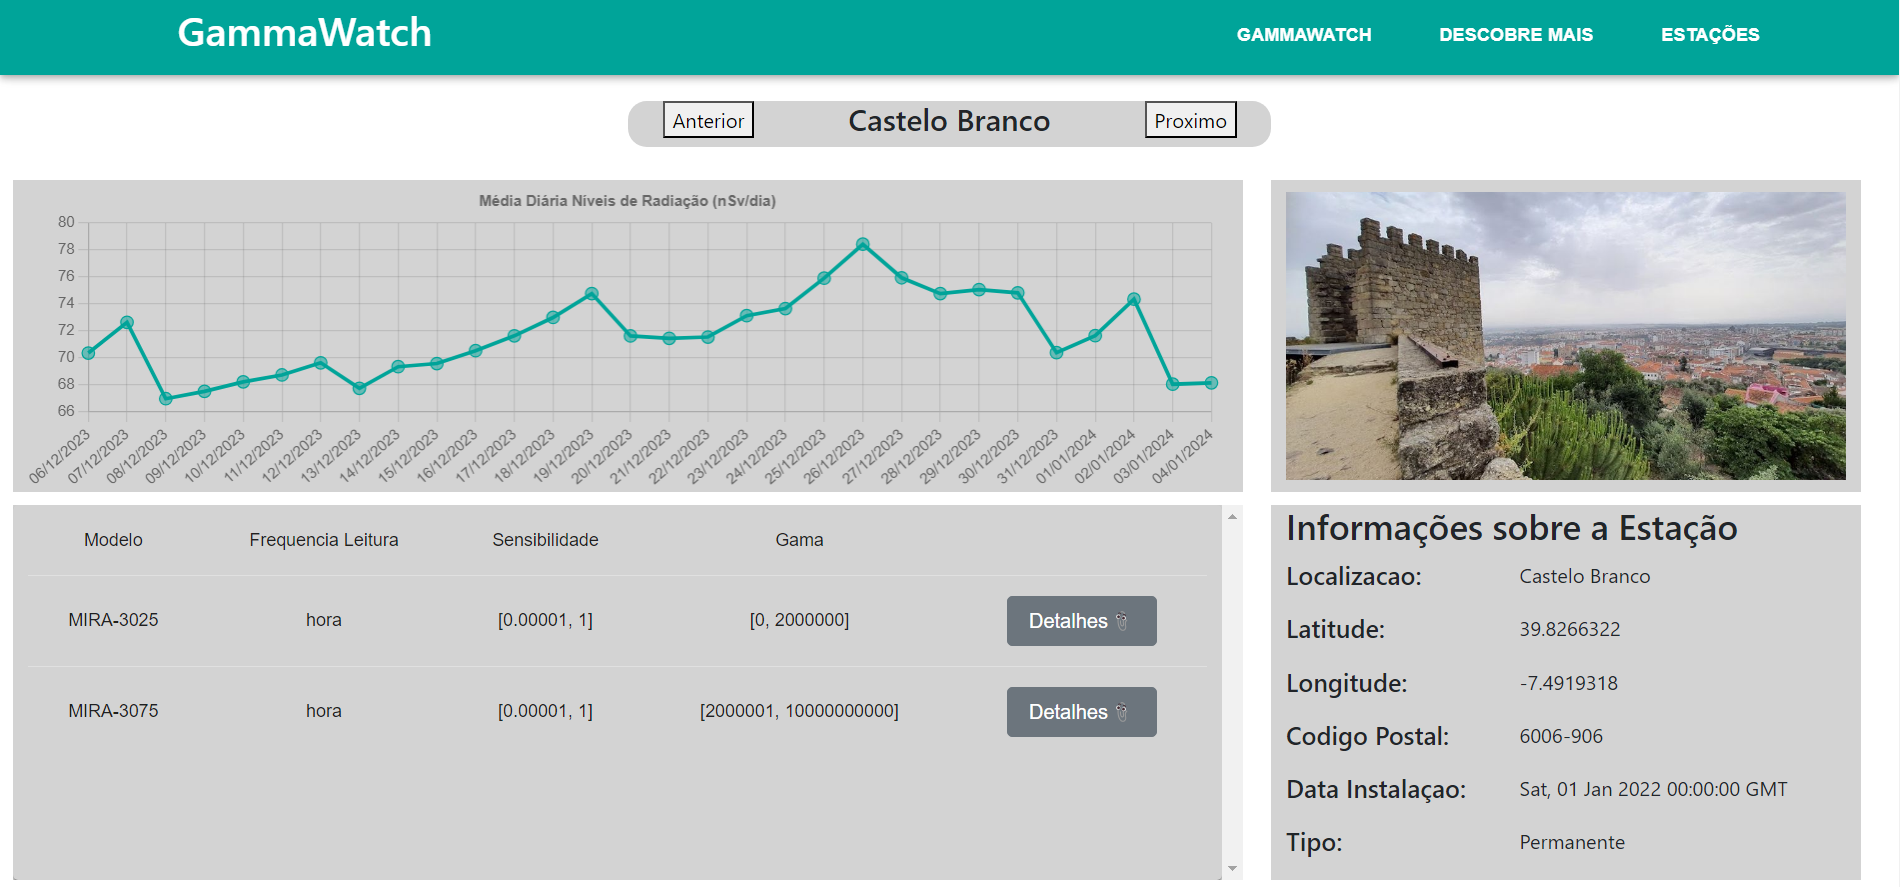 GammaWatch
GAMMAWATCH DESCOBRE MAIS ESTAÇÕES
Anterior Castelo Branco Proximo
Média Diária Níveis de Radiação (nSv/dia)
80
78
76
74
72
70
68
66
06/12/2023 07/12/2023 08/12/2023 09/12/2023 10/12/2023 11/12/2023 12/12/2023 13/12/2023 14/12/2023 15/12/2023 16/12/2023 17/12/2023 18/12/2023 19/12/2023 20/12/2023 21/12/2023 22/12/2023 23/12/2023 24/12/2023 25/12/2023 26/12/2023 27/12/2023 28/12/2023 29/12/2023 30/12/2023 31/12/2023 01/01/2024 02/01/2024 03/01/2024 04/01/2024
Modelo Frequencia Leitura Sensibilidade Gama
MIRA-3025 hora [0.00001, 1] [0, 2000000] Detalhes
MIRA-3075 hora [0.00001, 1] [2000001, 10000000000] Detalhes
Informações sobre a Estação
Localizacao: Castelo Branco
Latitude: 39.8266322
Longitude: -7.4919318
Codigo Postal: 6006-906
Data Instalaçao: Sat, 01 Jan 2022 00:00:00 GMT
Tipo: Permanente